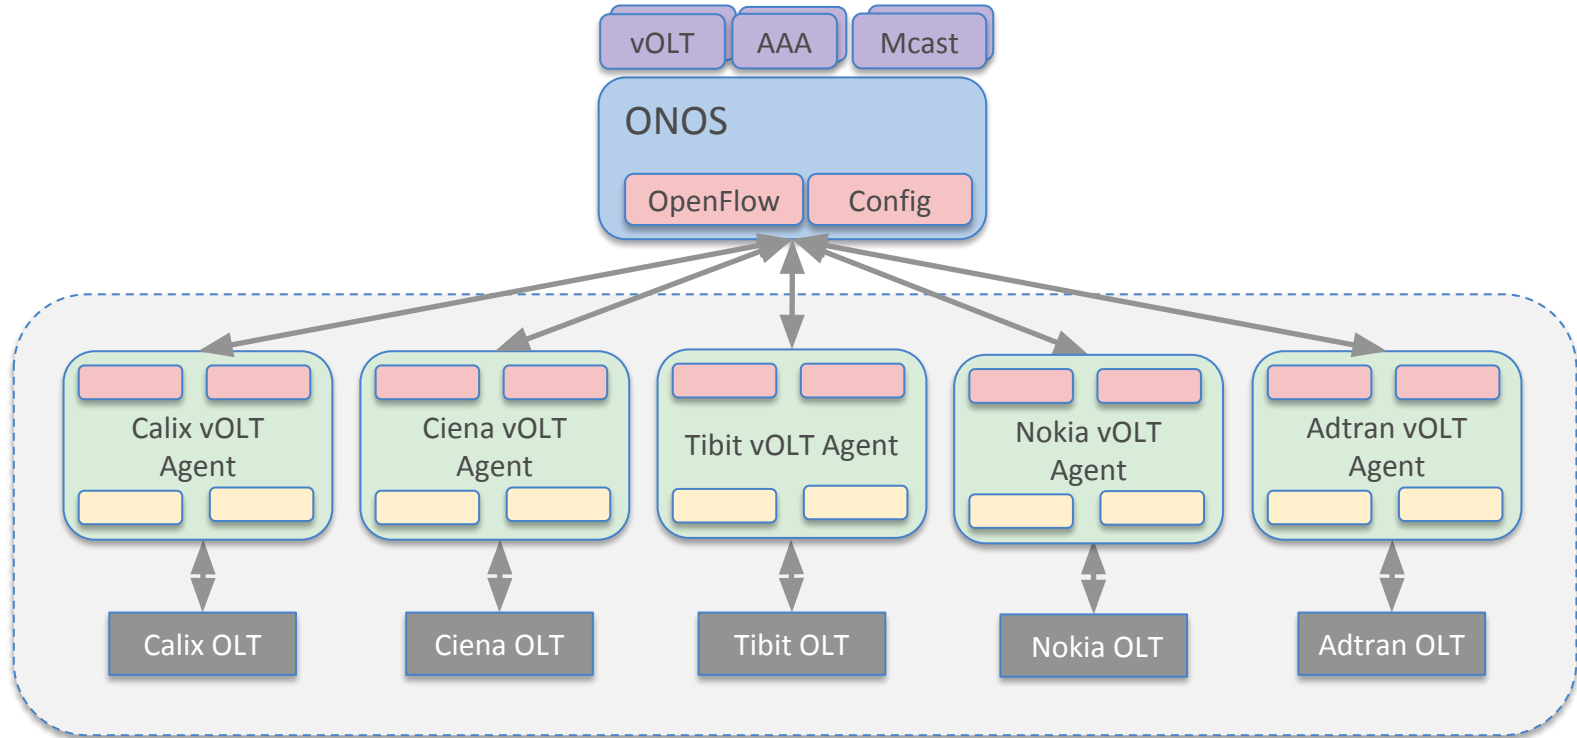 vOLT
AAA
Mcast
ONOS
OpenFlow
Config
Calix vOLT
Agent
Ciena vOLT
Agent
Tibit vOLT Agent
Nokia vOLT
Agent
Adtran vOLT
Agent
Calix OLT
Ciena OLT
Tibit OLT
Nokia OLT
Adtran OLT